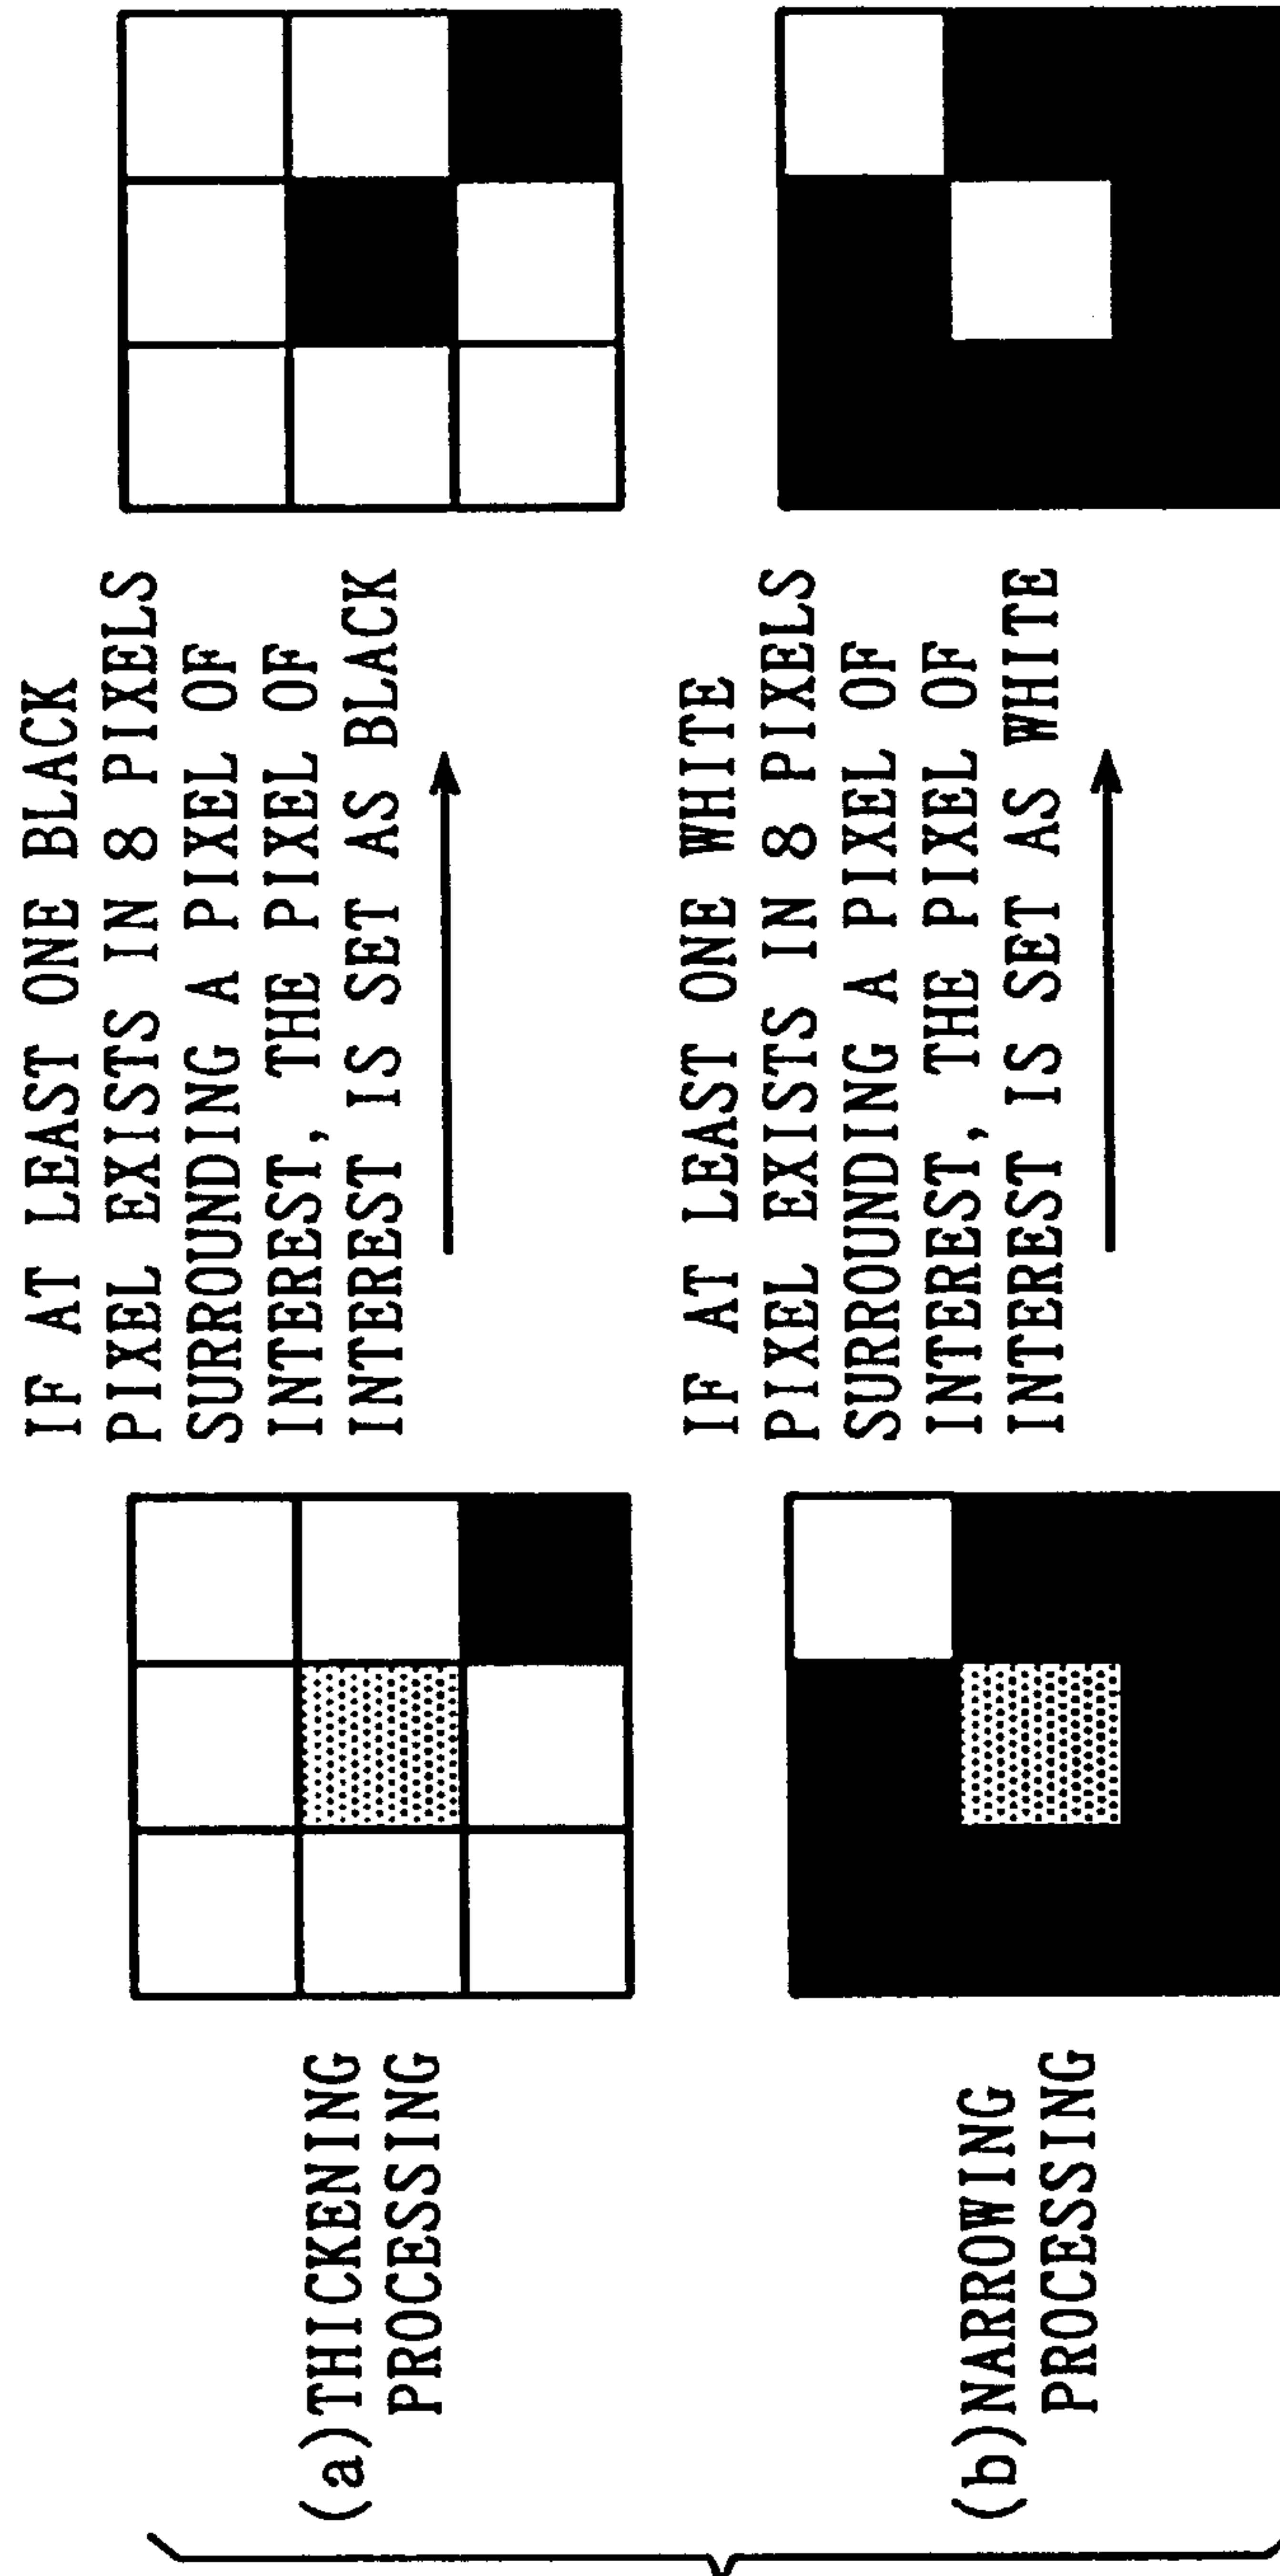 (a)THICKENING
PROCESSING
IF AT LEAST ONE BLACK
PIXEL EXISTS IN 8 PIXELS
SURROUNDING A PIXEL OF
INTEREST, THE PIXEL OF
INTEREST IS SET AS BLACK
(b)NARROWING
PROCESSING
IF AT LEAST ONE WHITE
PIXEL EXISTS IN 8 PIXELS
SURROUNDING A PIXEL OF
INTEREST, THE PIXEL OF
INTEREST IS SET AS WHITE